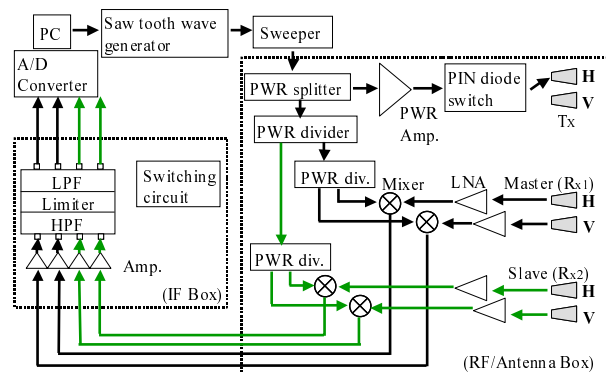 PC
Saw tooth wave
generator
Sweeper
A/D
Converter
PWR splitter
PIN diode
switch
H
V
Tx
PWR
Amp.
PWR divider
Switching
circuit
LPF
Limiter
HPF
PWR div.
Mixer
LNA
Master (Rx1)
H
V
Amp.
(IF Box)
PWR div.
Slave (Rx2)
H
V
(RF/Antenna Box)